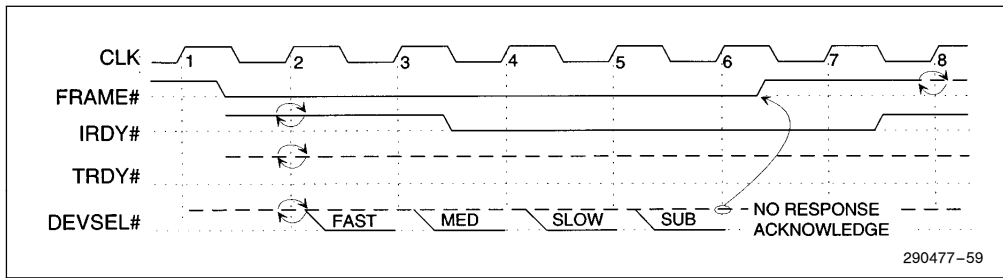 CLK 1 2 3 4 5 6 7 8
FRAME#
IRDY#
TRDY#
DEVSEL# FAST MED SLOW SUB NO RESPONSE
ACKNOWLEDGE
290477–59